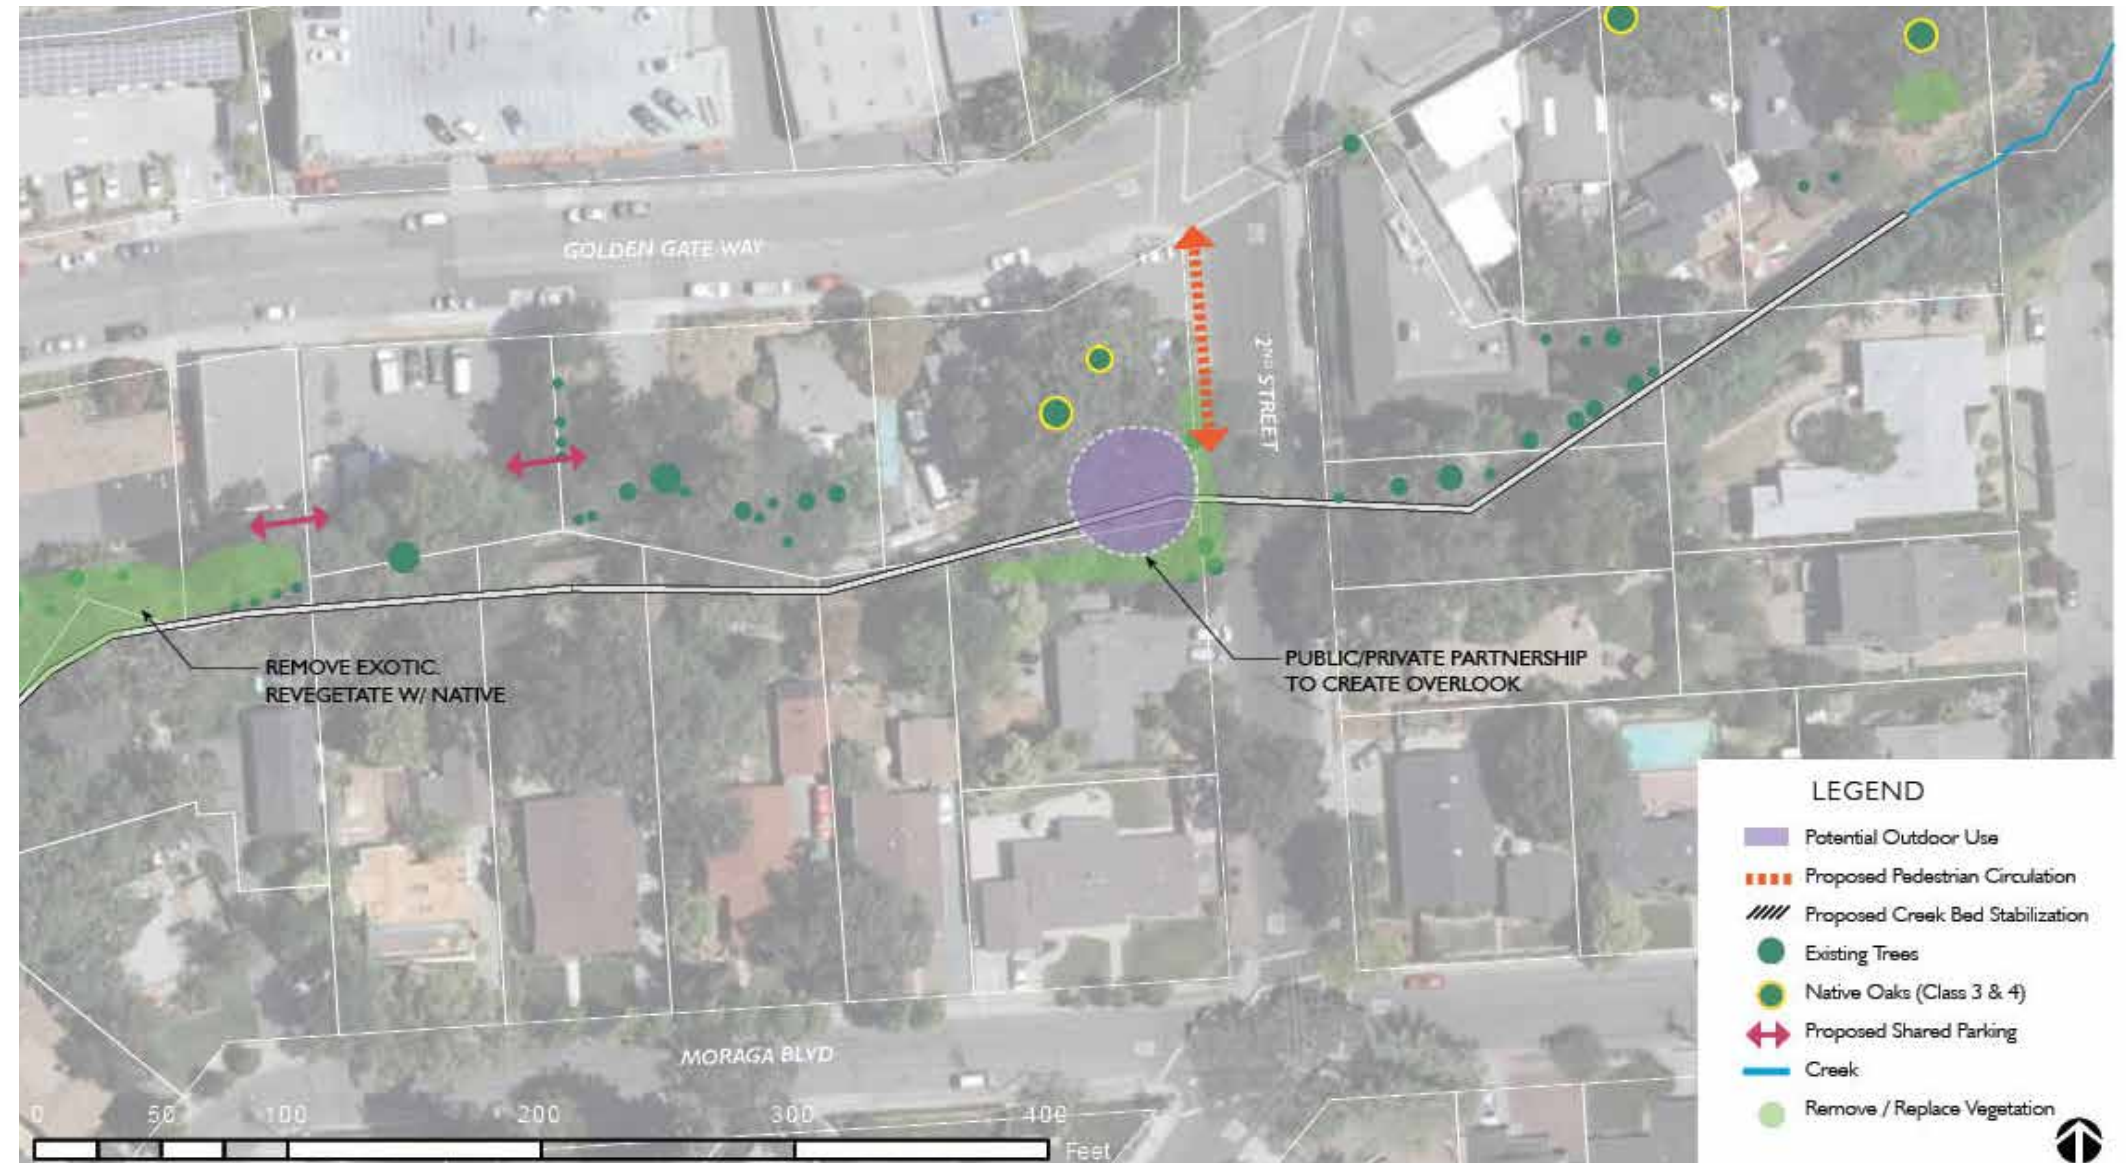 GOLDEN GATE WAY
2ND STREET
REMOVE EXOTIC.
REVEGETATE W/ NATIVE
PUBLIC/PRIVATE PARTNERSHIP
TO CREATE OVERLOOK
MORAGA BLVD
LEGEND
Potential Outdoor Use
Proposed Pedestrian Circulation
Proposed Creek Bed Stabilization
Existing Trees
Native Oaks (Class 3 & 4)
Proposed Shared Parking
Creek
Remove / Replace Vegetation
0 50 100 200 300 400
Feet